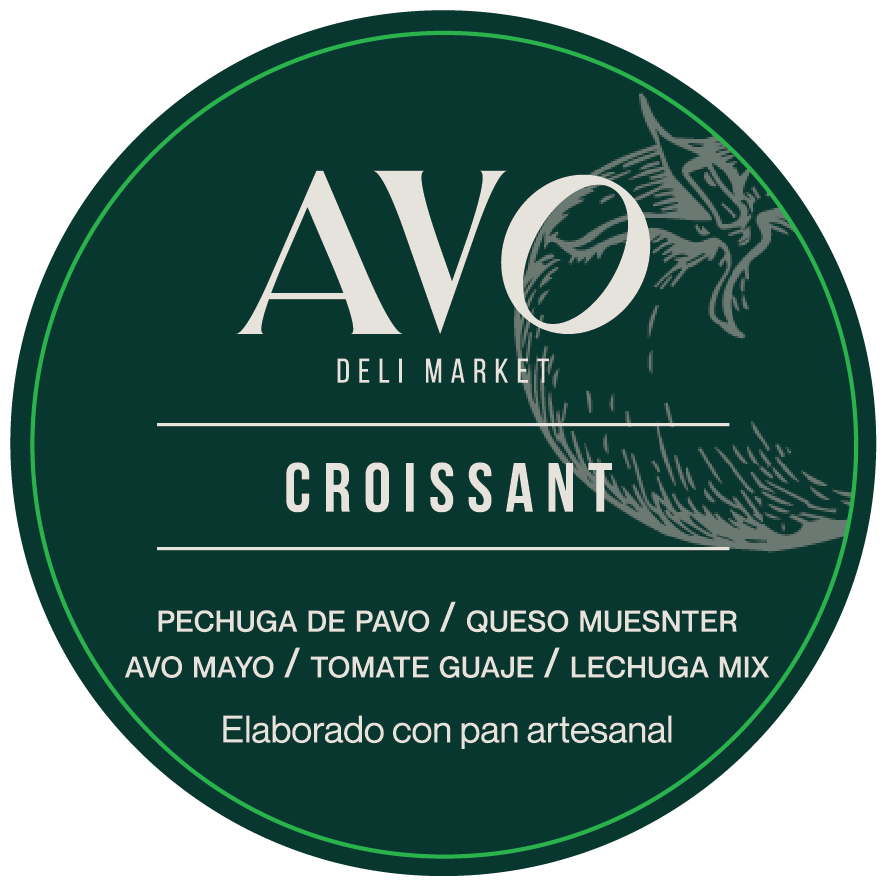 AVO
DELI MARKET
CROISSANT
PECHUGA DE PAVO / QUESO MUESNTER
AVO MAYO / TOMATE GUAJE / LECHUGA MIX
Elaborado con pan artesanal